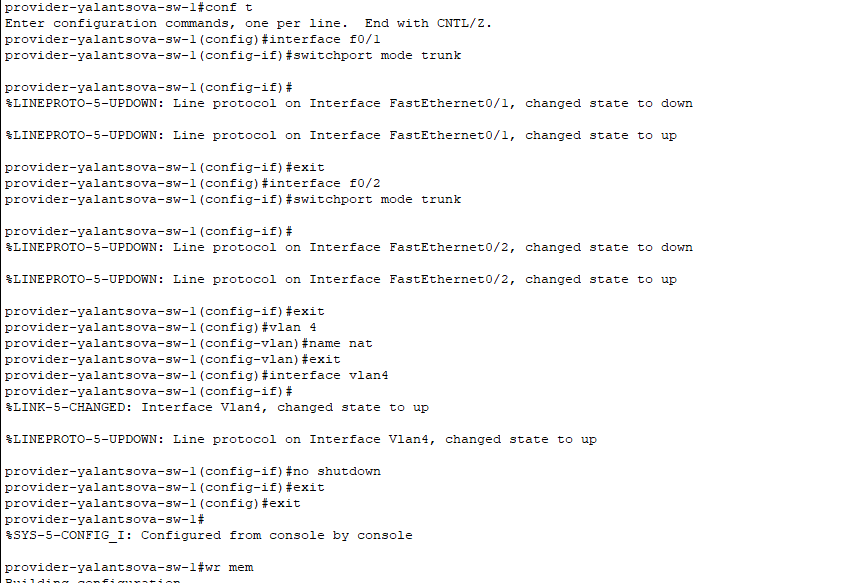 provider-yalantsova-sw-1#conf t
Enter configuration commands, one per line.  End with CNTL/Z.
provider-yalantsova-sw-1(config)#interface f0/1
provider-yalantsova-sw-1(config-if)#switchport mode trunk
provider-yalantsova-sw-1(config-if)#
%LINEPROTO-5-UPDOWN: Line protocol on Interface FastEthernet0/1, changed state to down
%LINEPROTO-5-UPDOWN: Line protocol on Interface FastEthernet0/1, changed state to up
provider-yalantsova-sw-1(config-if)#exit
provider-yalantsova-sw-1(config)#interface f0/2
provider-yalantsova-sw-1(config-if)#switchport mode trunk
provider-yalantsova-sw-1(config-if)#
%LINEPROTO-5-UPDOWN: Line protocol on Interface FastEthernet0/2, changed state to down
%LINEPROTO-5-UPDOWN: Line protocol on Interface FastEthernet0/2, changed state to up
provider-yalantsova-sw-1(config-if)#exit
provider-yalantsova-sw-1(config)#vlan 4
provider-yalantsova-sw-1(config-vlan)#name nat
provider-yalantsova-sw-1(config-vlan)#exit
provider-yalantsova-sw-1(config)#interface vlan4
provider-yalantsova-sw-1(config-if)#
%LINK-5-CHANGED: Interface Vlan4, changed state to up
%LINEPROTO-5-UPDOWN: Line protocol on Interface Vlan4, changed state to up
provider-yalantsova-sw-1(config-if)#no shutdown
provider-yalantsova-sw-1(config-if)#exit
provider-yalantsova-sw-1(config)#exit
provider-yalantsova-sw-1#
%SYS-5-CONFIG_I: Configured from console by console
provider-yalantsova-sw-1#wr mem
Building configuration